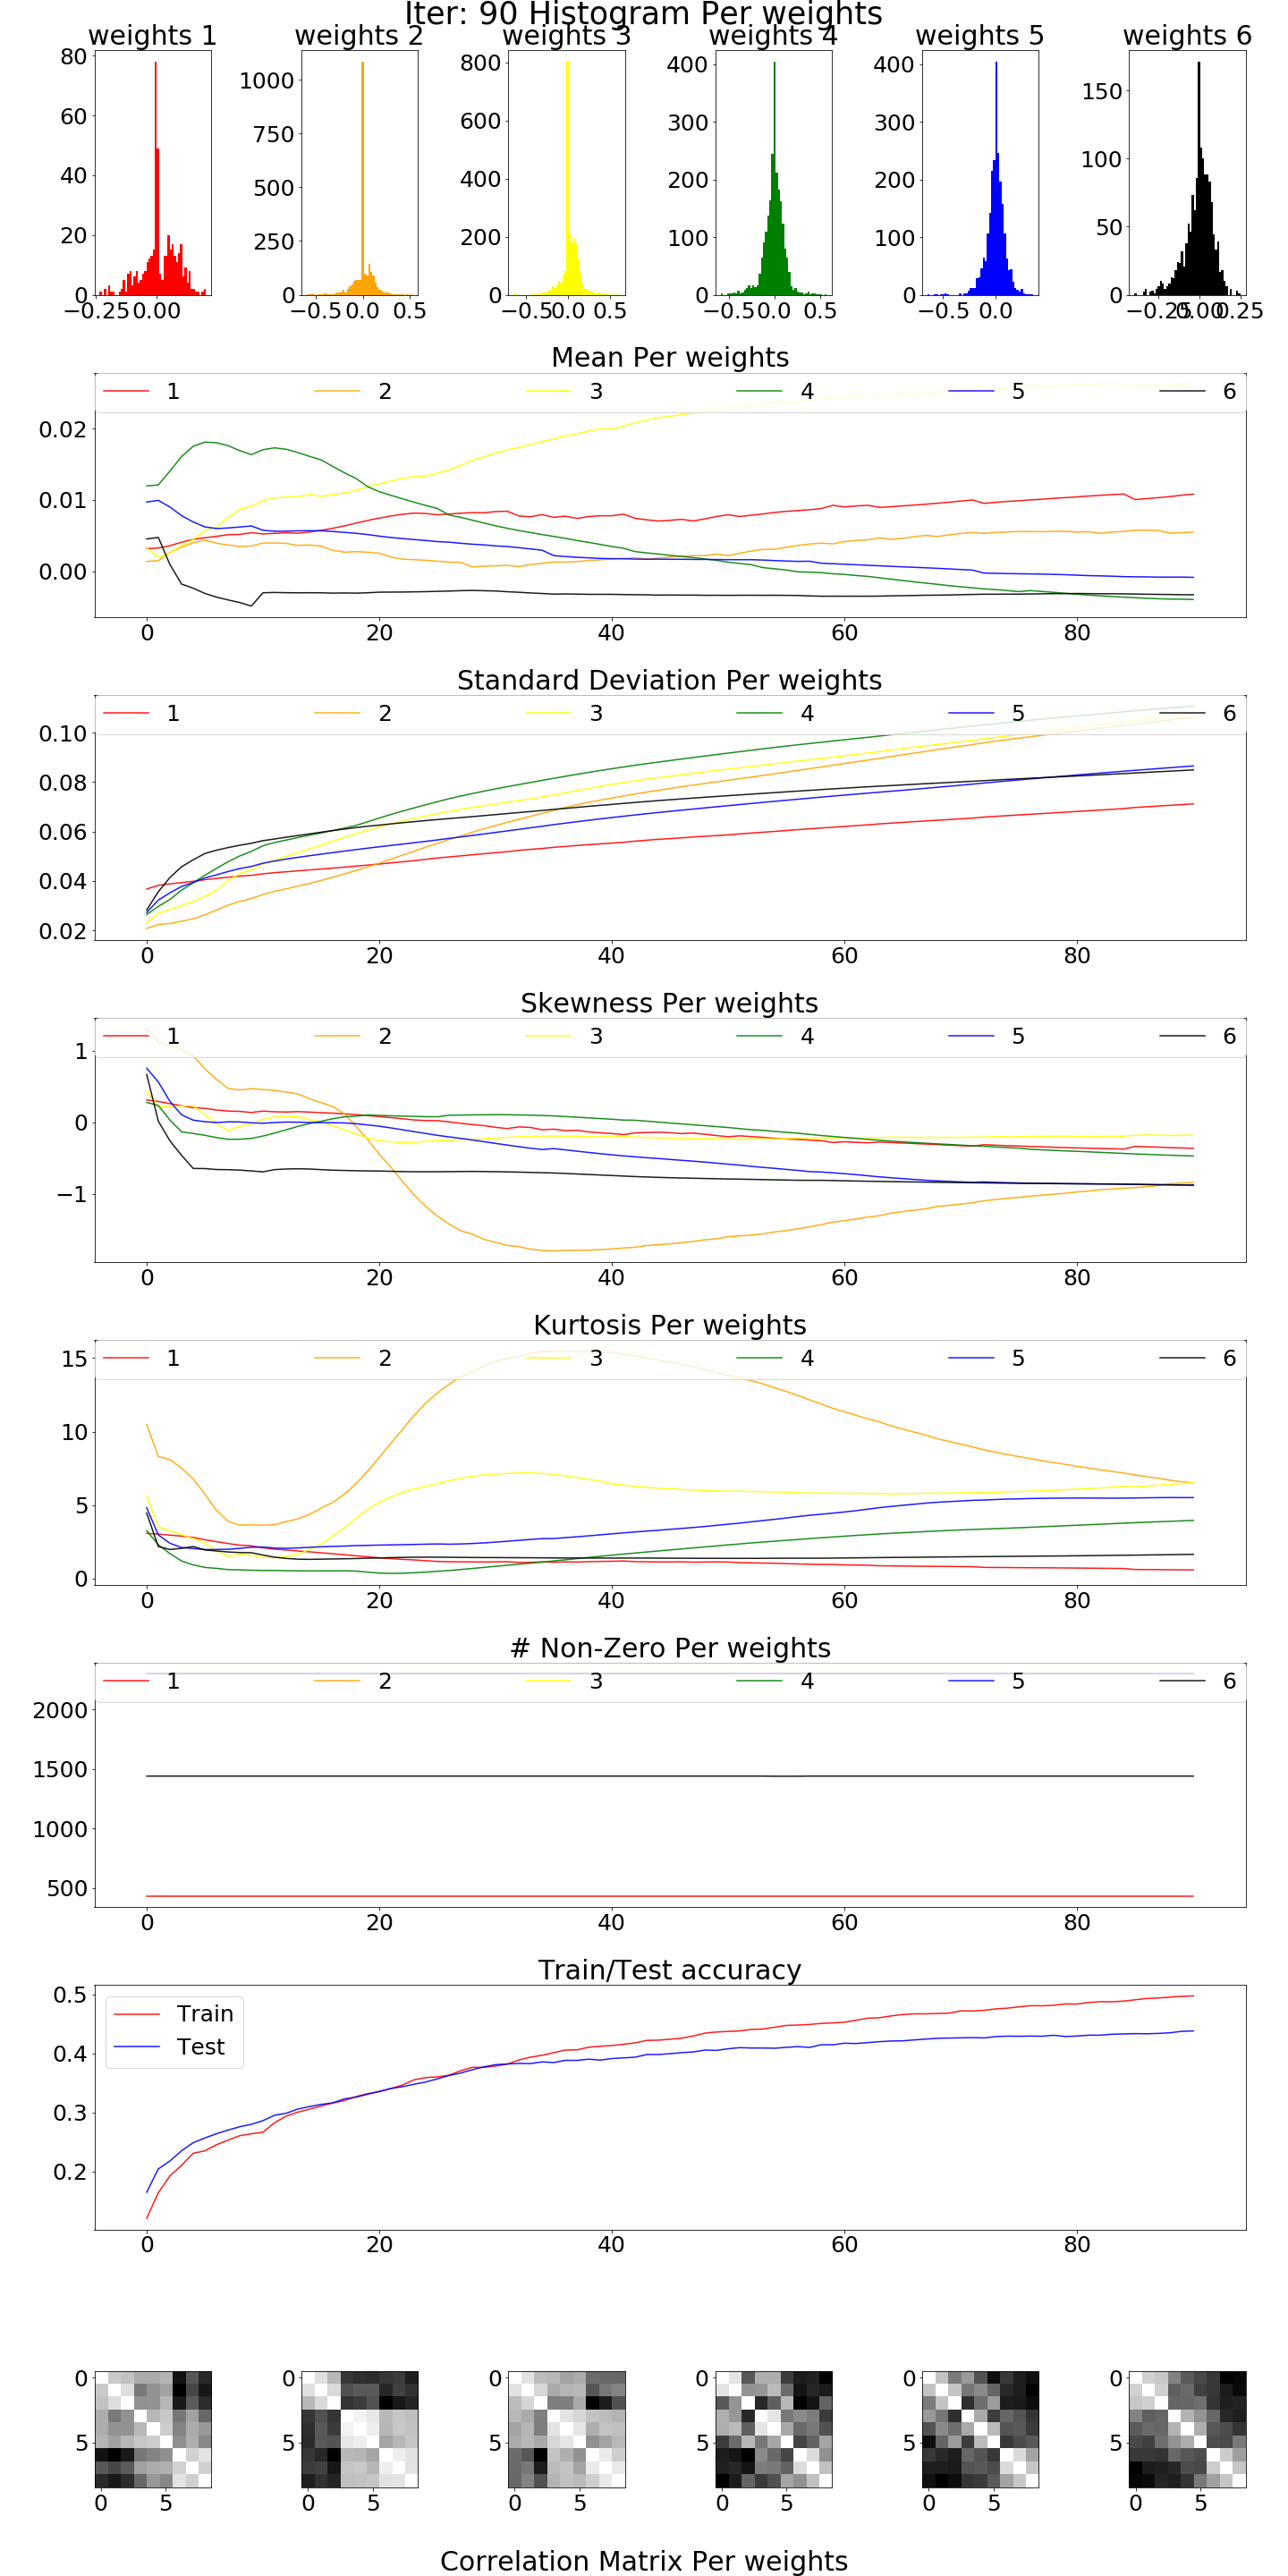 Iter: 90 Histogram Per weights
weights 1 weights 2 weights 3 weights 4 weights 5 weights 6
80
60
40
20
0
−0.25 0.00
1000
750
500
250
0
−0.5 0.0 0.5
800
600
400
200
0
−0.5 0.0 0.5
400
300
200
100
0
−0.5 0.0 0.5
400
300
200
100
0
−0.5 0.0
150
100
50
0
−0.25 0.00 0.25
Mean Per weights
1 2 3 4 5 6
0.02
0.01
0.00
0 20 40 60 80
Standard Deviation Per weights
1 2 3 4 5 6
0.10
0.08
0.06
0.04
0.02
0 20 40 60 80
Skewness Per weights
1 2 3 4 5 6
1
0
−1
0 20 40 60 80
Kurtosis Per weights
1 2 3 4 5 6
15
10
5
0
0 20 40 60 80
# Non-Zero Per weights
1 2 3 4 5 6
2000
1500
1000
500
0 20 40 60 80
Train/Test accuracy
Train
Test
0.5
0.4
0.3
0.2
0 20 40 60 80
0 0 0 0 0 0
5 5 5 5 5 5
0 5 0 5 0 5 0 5 0 5 0 5
Correlation Matrix Per weights